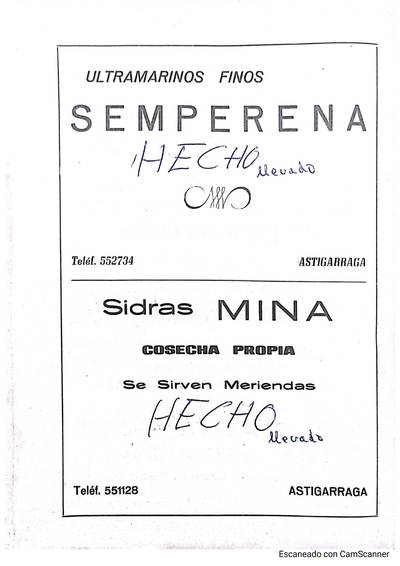 ULTRAMARINOS FINOS
SEMPERENA
HECHO
llevado
Teléf. 552734 ASTIGARRAGA
Sidras MINA
COSECHA PROPIA
Se Sirven Meriendas
HECHO
llevado
Teléf. 551128 ASTIGARRAGA
Escaneado con CamScanner